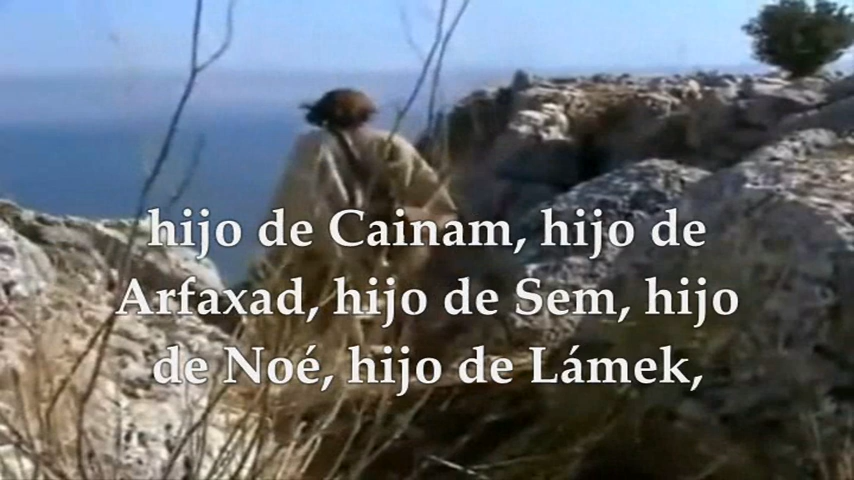 hijo de Cainam, hijo de
Arfaxad, hijo de Sem, hijo
de Noé, hijo de Lámek,